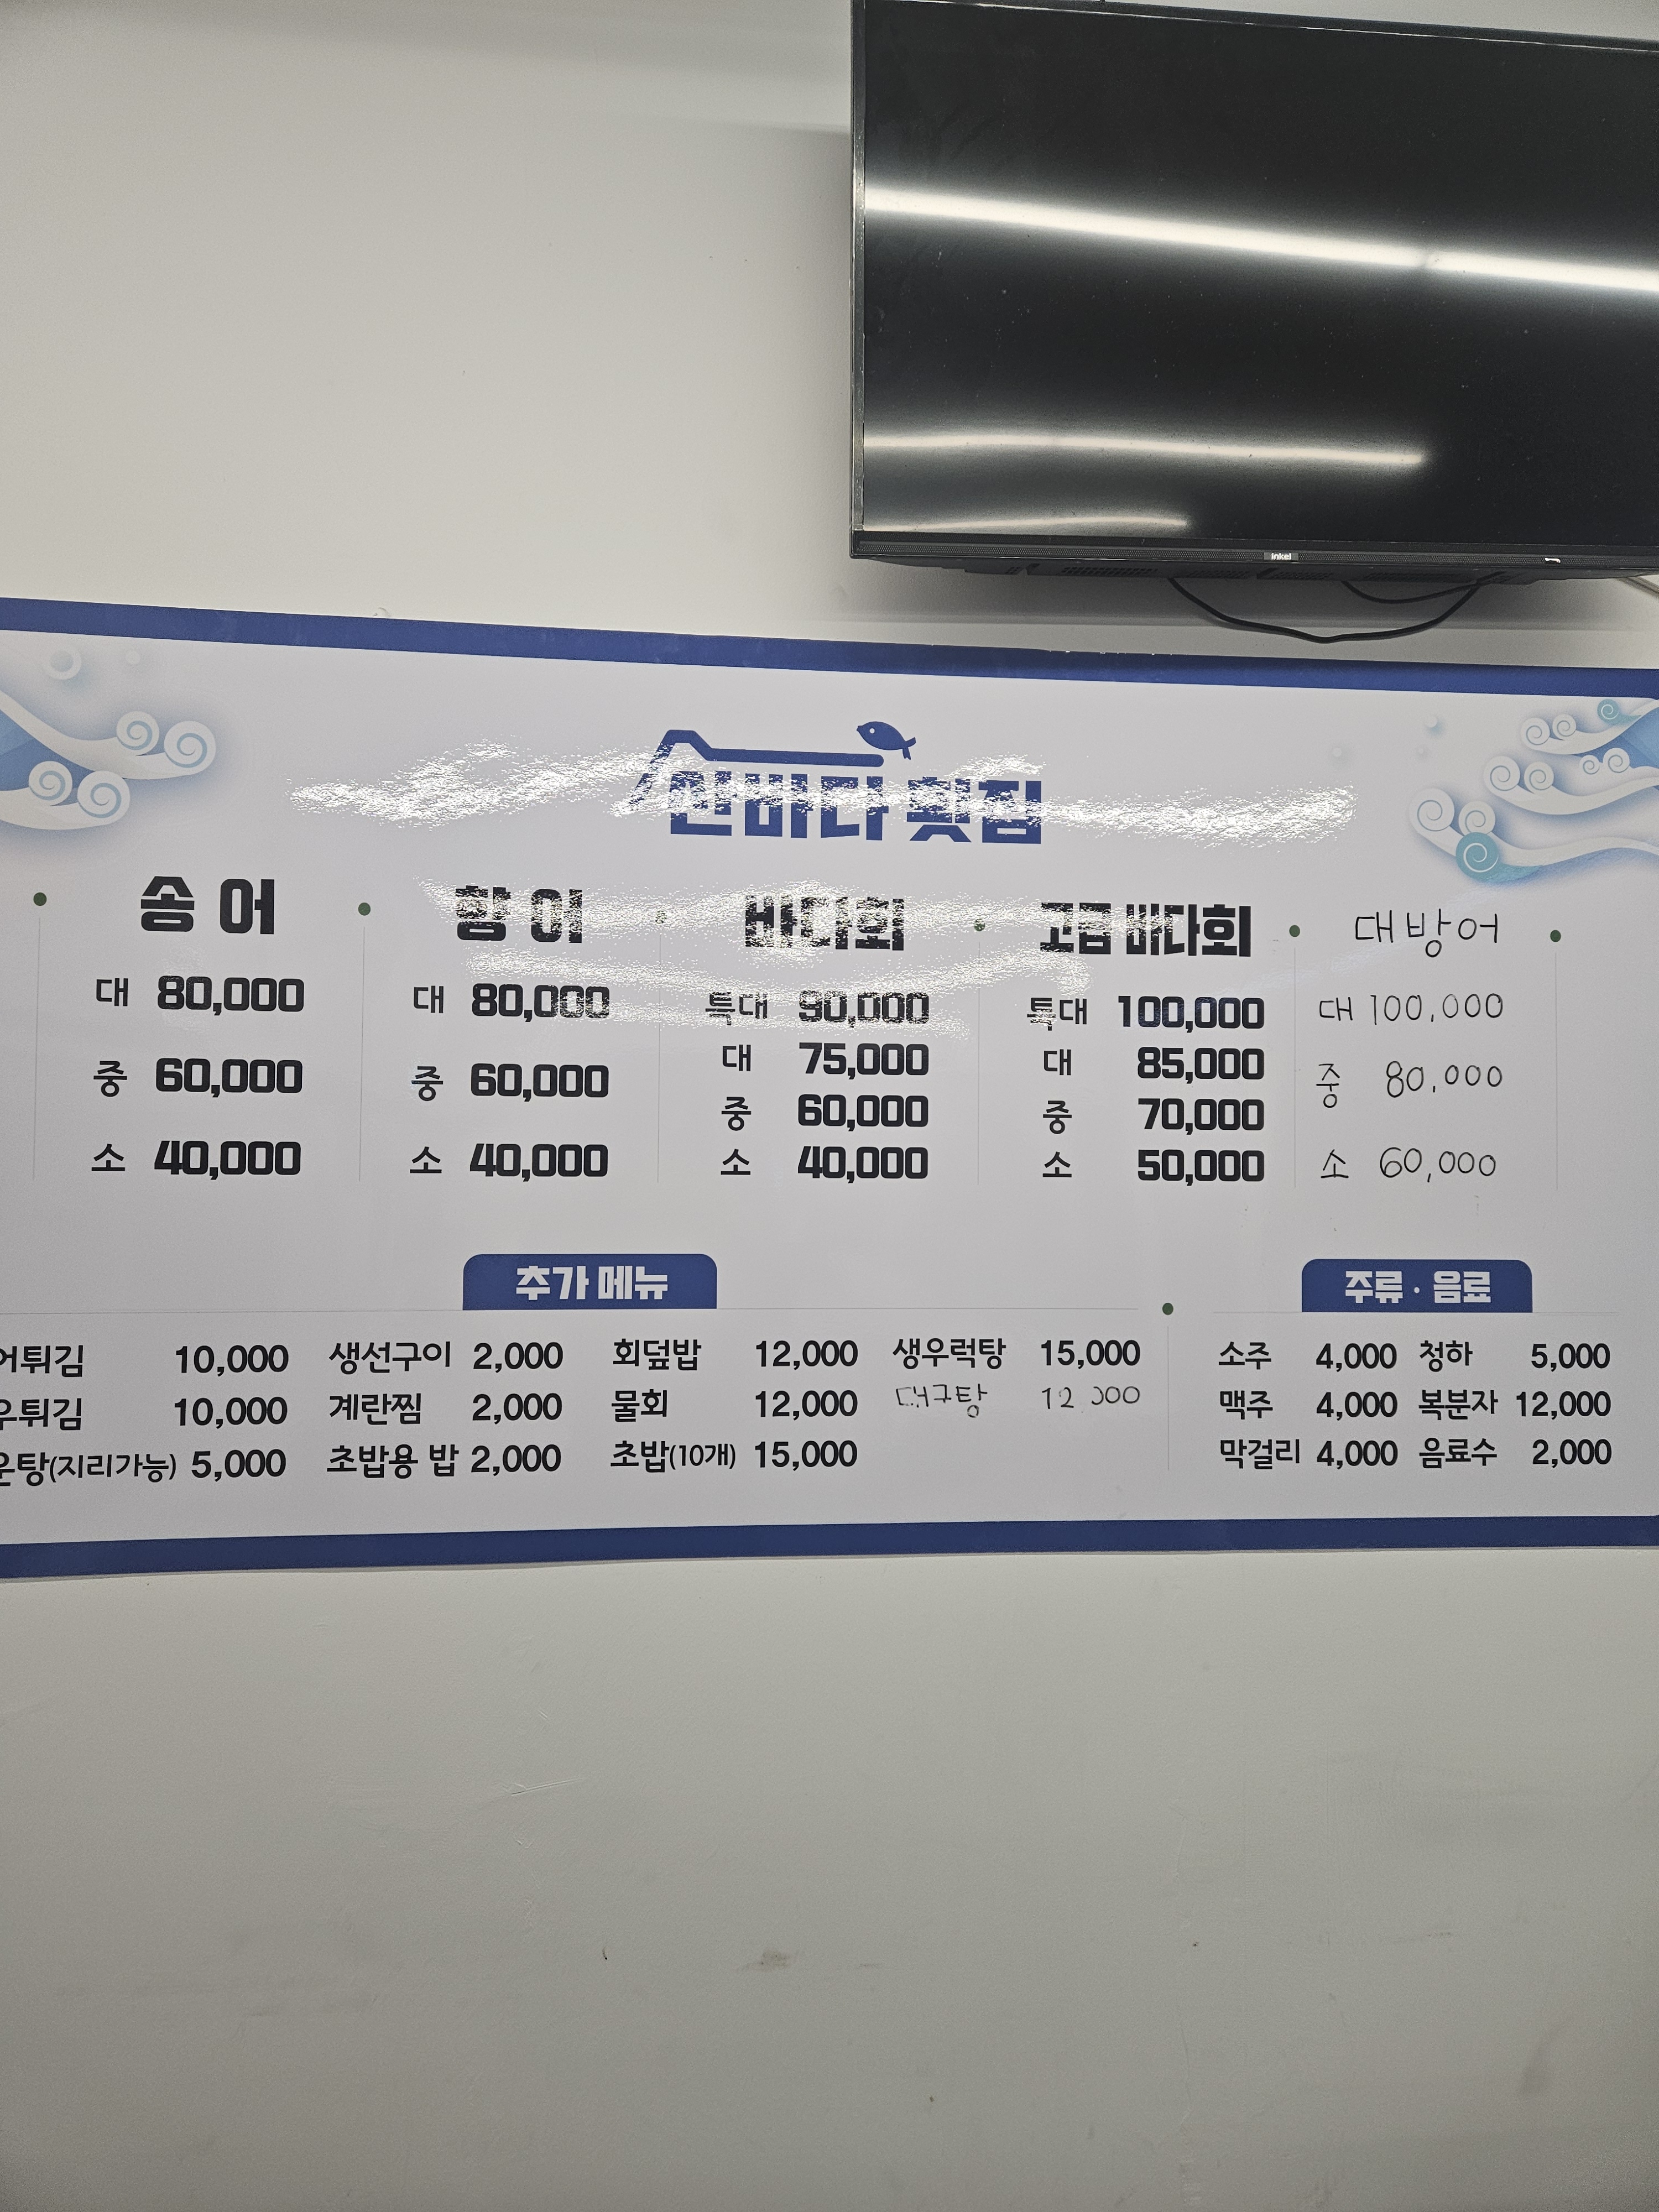 inkel
신바다 횟집
송어 향어 바다회 고급 바다회 대방어
대 80,000 대 80,000 특대 90,000 특대 100,000 대 100,000
대 75,000 대 85,000
중 60,000 중 60,000 중 60,000 중 70,000 중 80,000
소 40,000 소 40,000 소 40,000 소 50,000 소 60,000
추가 메뉴 주류 · 음료
어튀김 10,000 생선구이 2,000 회덮밥 12,000 생우럭탕 15,000 소주 4,000 청하 5,000
우튀김 10,000 계란찜 2,000 물회 12,000 대구탕 12 000 맥주 4,000 복분자 12,000
운탕(지리가능) 5,000 초밥용 밥 2,000 초밥(10개) 15,000 막걸리 4,000 음료수 2,000